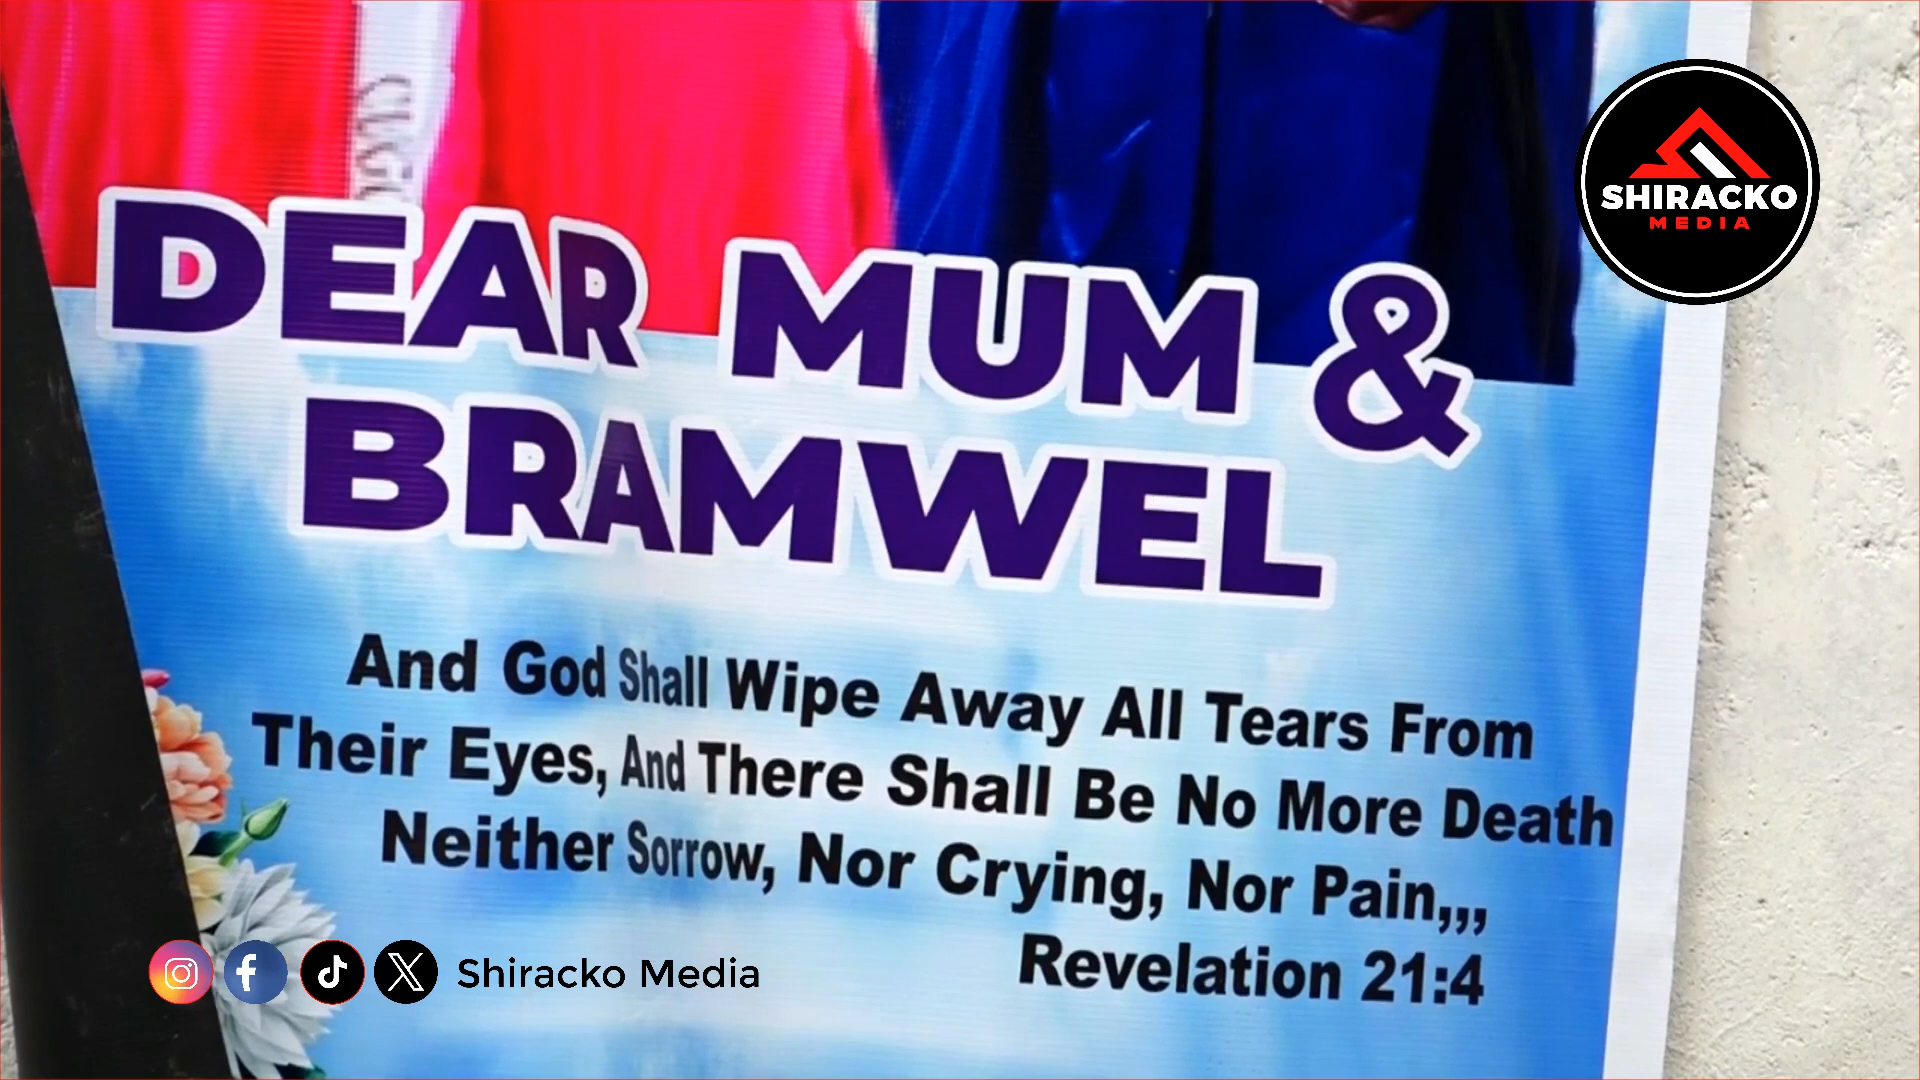 SHIRACKO
MEDIA
DEAR MUM &
BRAMWEL
And God Shall Wipe Away All Tears From
Their Eyes, And There Shall Be No More Death
Neither Sorrow, Nor Crying, Nor Pain,,,
Revelation 21:4
Shiracko Media